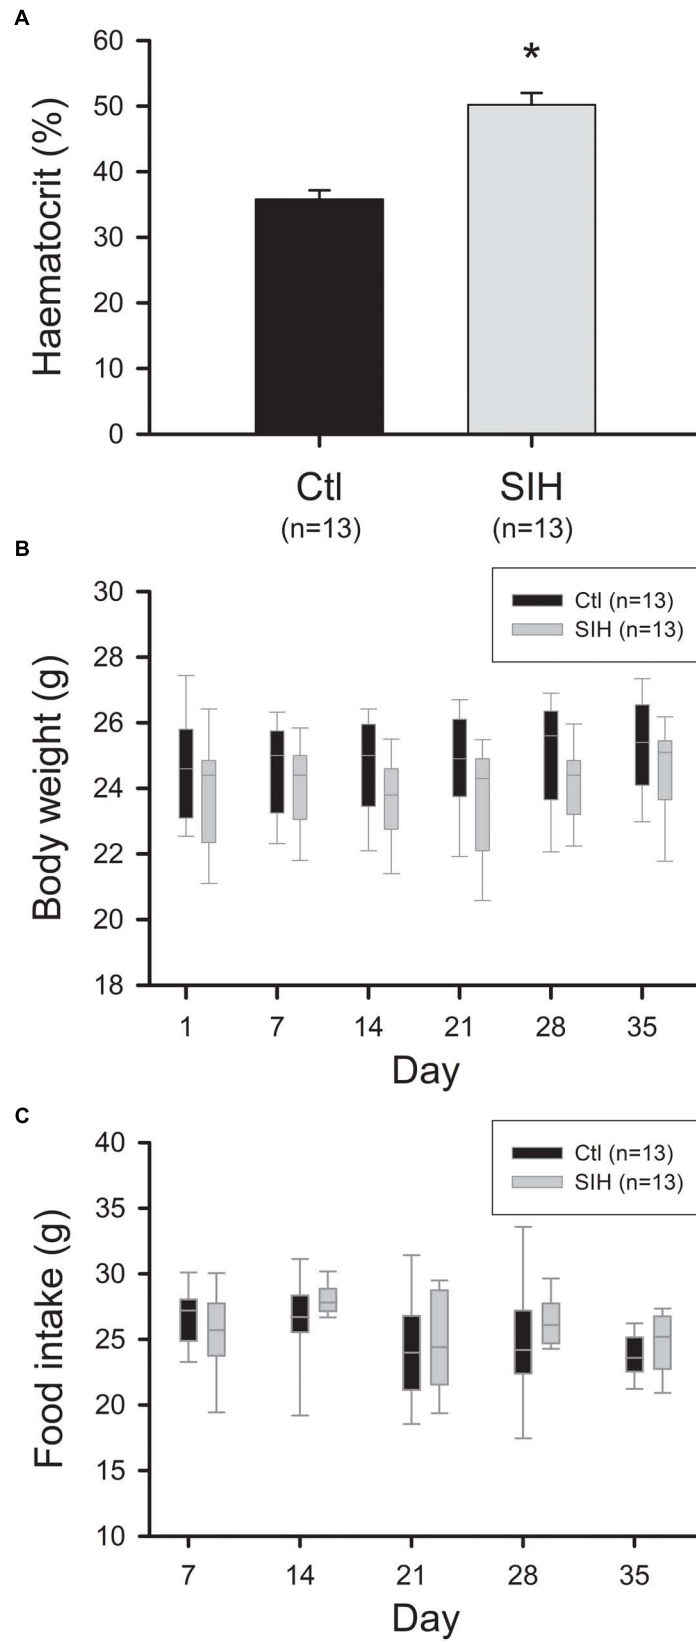 A
60
*
50
40
30
20
10
0
Haematocrit (%)
Ctl SIH
(n=13) (n=13)
B
30
28
26
24
22
20
18
Body weight (g)
Ctl (n=13)
SIH (n=13)
1 7 14 21 28 35
Day
C
40
35
30
25
20
15
10
Food intake (g)
Ctl (n=13)
SIH (n=13)
7 14 21 28 35
Day